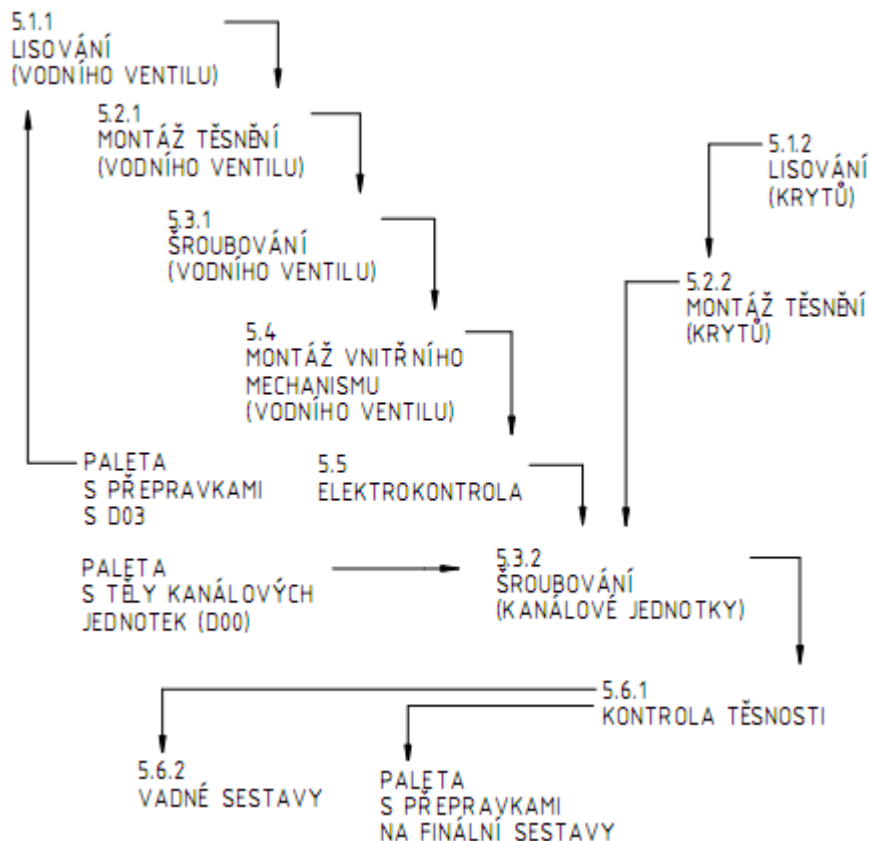 5.1.1
LISOVÁNÍ
(VODNÍHO VENTILU)
5.2.1
MONTÁŽ TĚSNĚNÍ
(VODNÍHO VENTILU)
5.1.2
LISOVÁNÍ
(KRYTŮ)
5.3.1
ŠROUBOVÁNÍ
(VODNÍHO VENTILU)
5.2.2
MONTÁŽ TĚSNĚNÍ
(KRYTŮ)
5.4
MONTÁŽ VNITŘNÍHO
MECHANISMU
(VODNÍHO VENTILU)
PALETA
S PŘEPRAVKAMI
S D03
5.5
ELEKTROKONTROLA
PALETA
S TĚLY KANÁLOVÝCH
JEDNOTEK (D00)
5.3.2
ŠROUBOVÁNÍ
(KANÁLOVÉ JEDNOTKY)
5.6.1
KONTROLA TĚSNOSTI
5.6.2
VADNÉ SESTAVY
PALETA
S PŘEPRAVKAMI
NA FINÁLNÍ SESTAVY